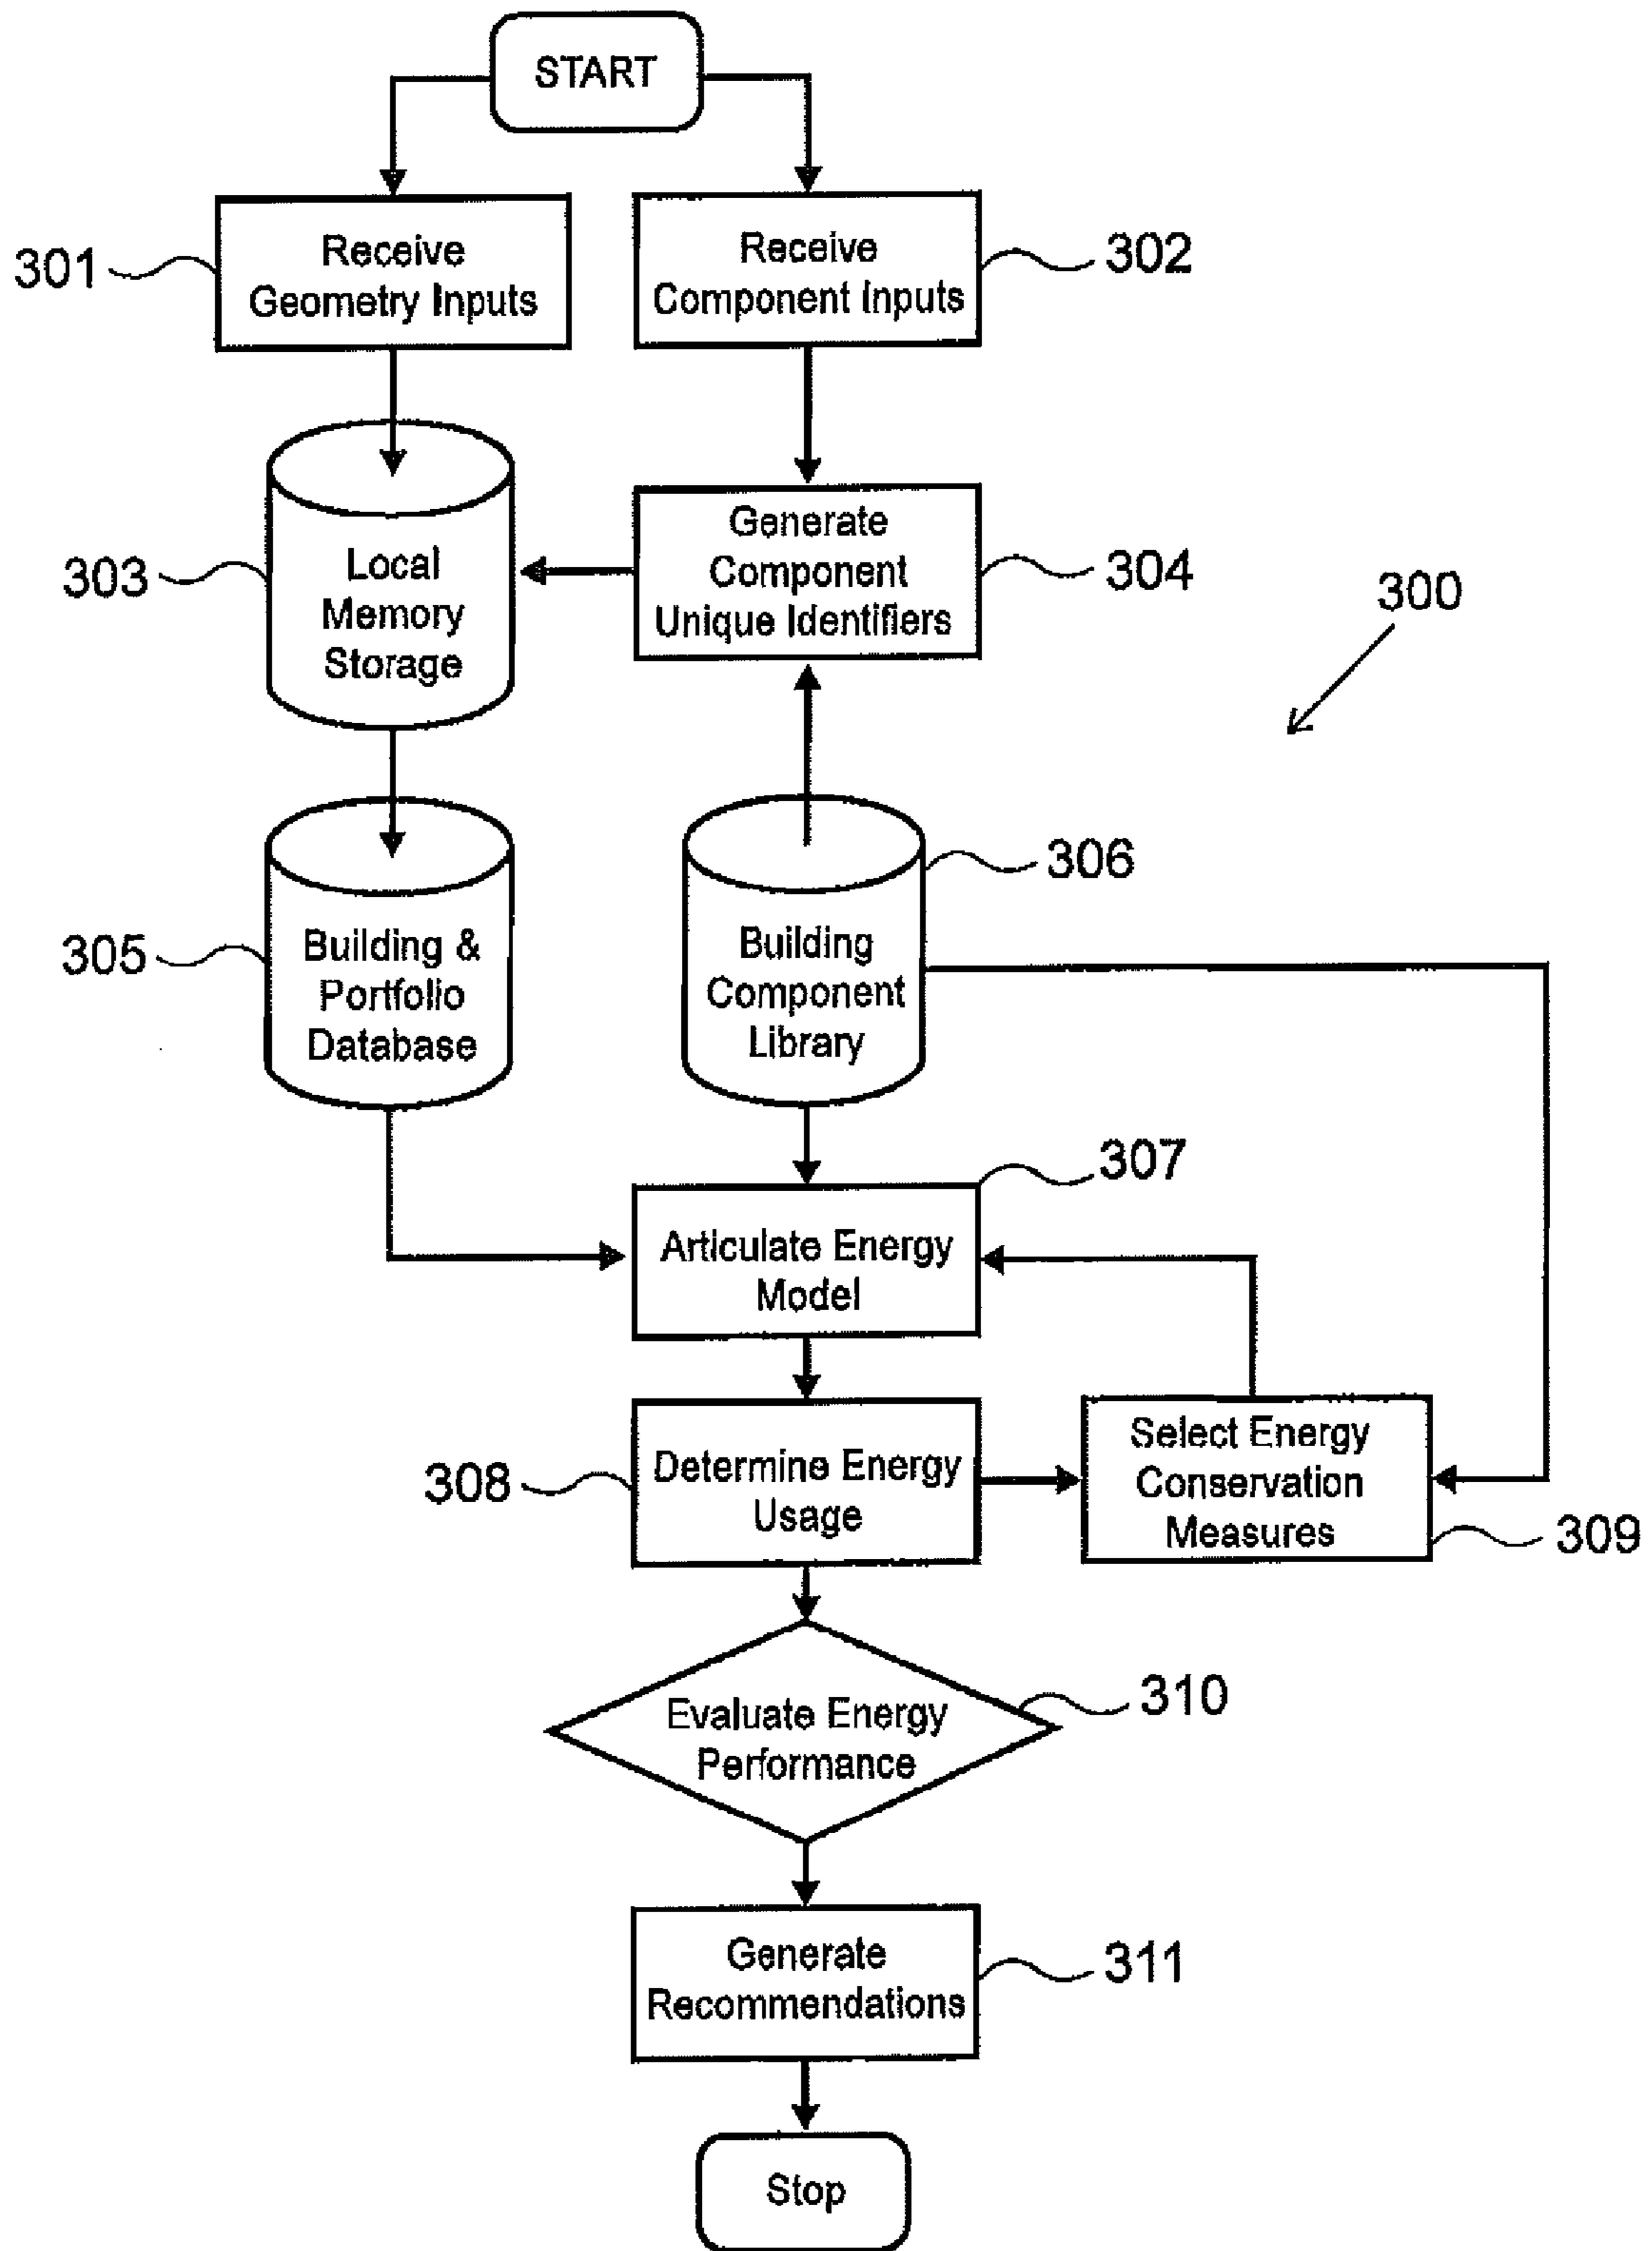 START
301
Receive
Geometry Inputs
Receive
Component Inputs
302
303
Local
Memory
Storage
Generate
Component
Unique Identifiers
304
300
305
Building &
Portfolio
Database
Building
Component
Library
306
307
Articulate Energy
Model
308
Determine Energy
Usage
Select Energy
Conservation
Measures
309
Evaluate Energy
Performance
310
Generate
Recommendations
311
Stop